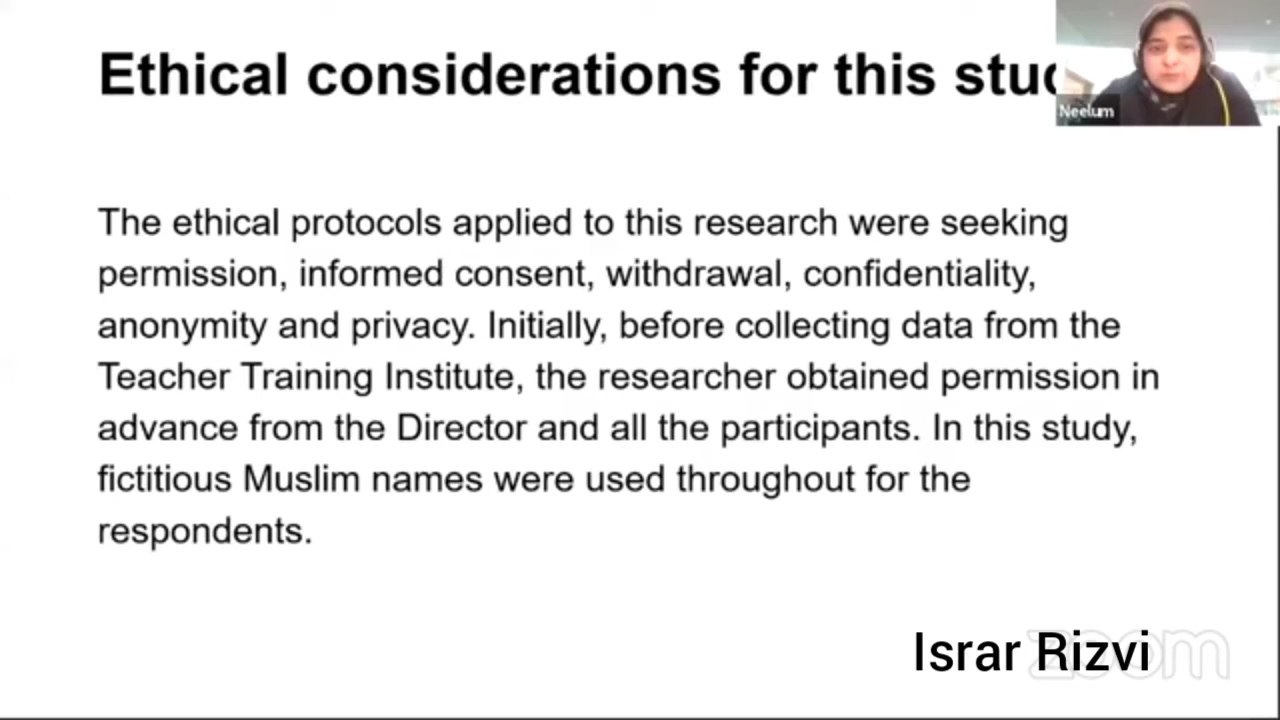 Ethical considerations for this stud
Neelum
The ethical protocols applied to this research were seeking
permission, informed consent, withdrawal, confidentiality,
anonymity and privacy. Initially, before collecting data from the
Teacher Training Institute, the researcher obtained permission in
advance from the Director and all the participants. In this study,
fictitious Muslim names were used throughout for the
respondents.
Israr Rizvi
zoom